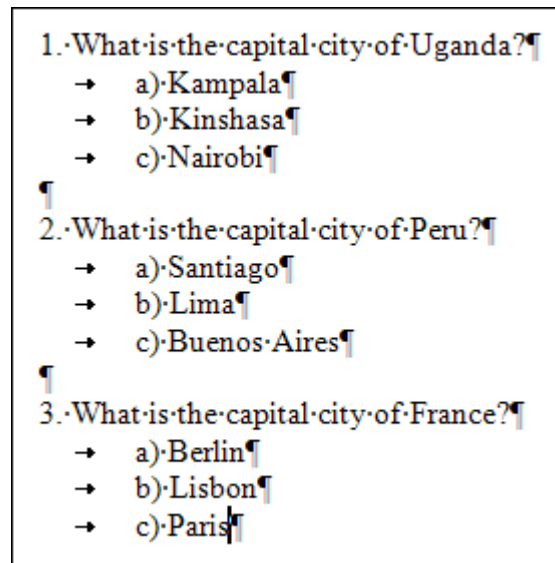 1. What is the capital city of Uganda?¶
→ a) Kampala¶
→ b) Kinshasa¶
→ c) Nairobi¶
¶
2. What is the capital city of Peru?¶
→ a) Santiago¶
→ b) Lima¶
→ c) Buenos Aires¶
¶
3. What is the capital city of France?¶
→ a) Berlin¶
→ b) Lisbon¶
→ c) Paris¶